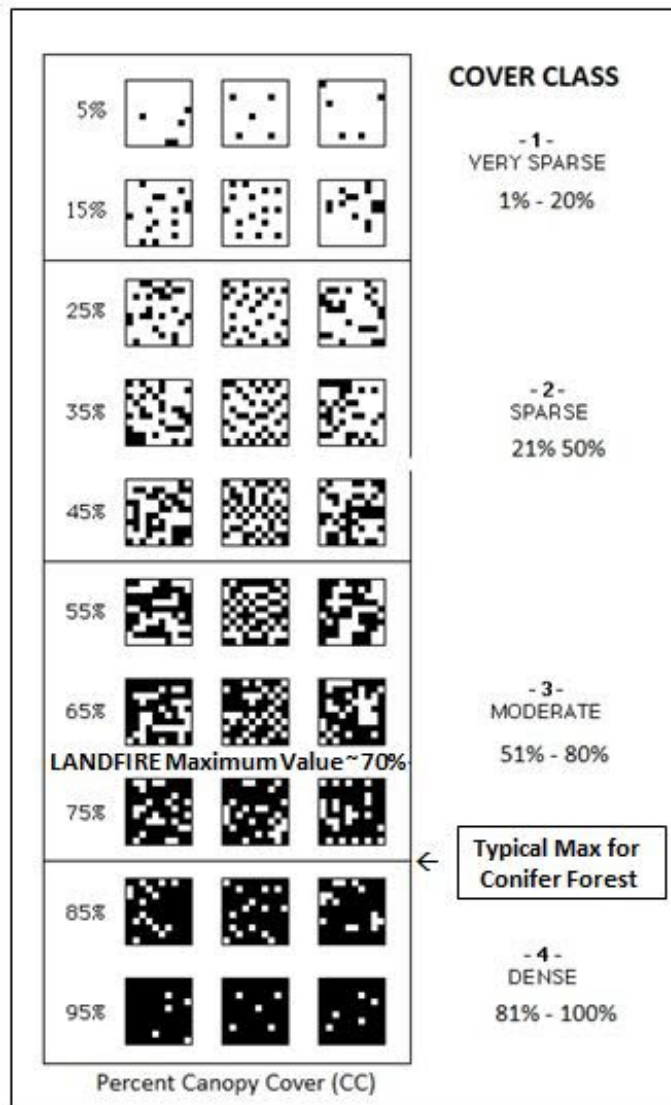 COVER CLASS
5%
- 1 -
VERY SPARSE
1% - 20%
15%
25%
35%
- 2 -
SPARSE
21% 50%
45%
55%
65%
- 3 -
MODERATE
51% - 80%
LANDFIRE Maximum Value~70%
75%
Typical Max for
Conifer Forest
85%
- 4 -
DENSE
81% - 100%
95%
Percent Canopy Cover (CC)